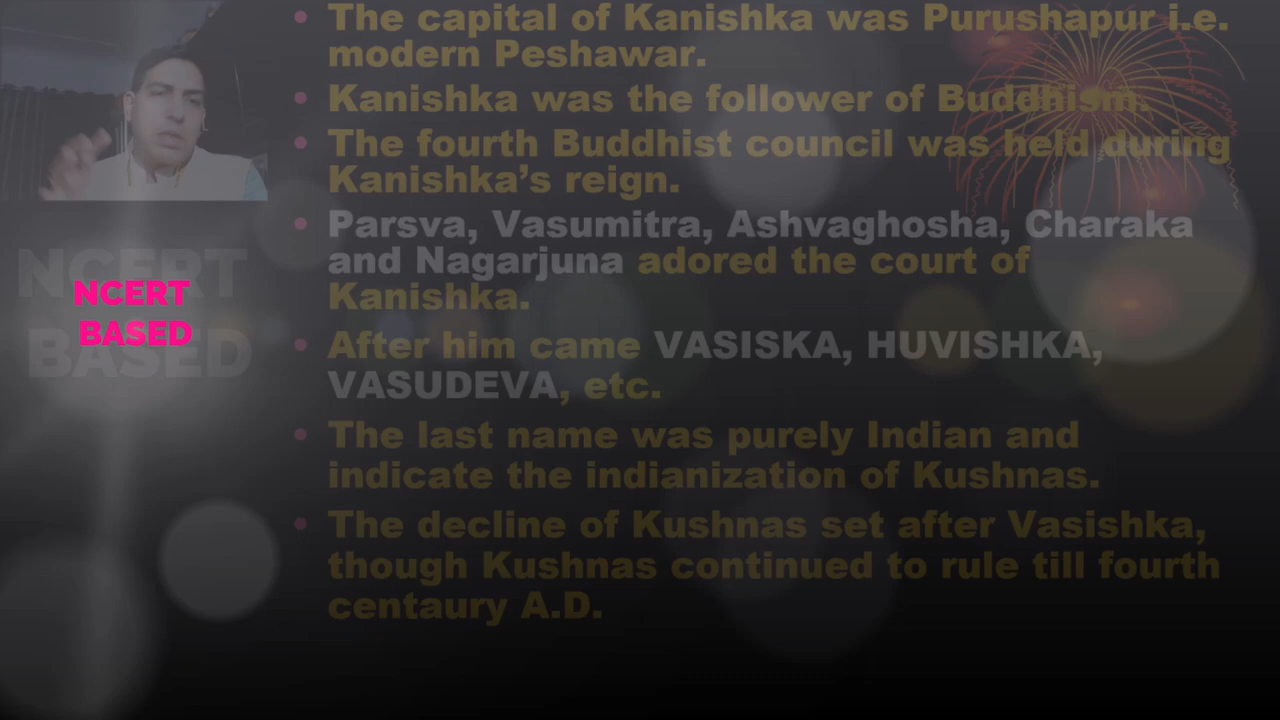 The capital of Kanishka was Purushapur i.e.
modern Peshawar.
Kanishka was the follower of Buddhism.
The fourth Buddhist council was held during
Kanishka’s reign.
Parsva, Vasumitra, Ashvaghosha, Charaka
and Nagarjuna adored the court of
Kanishka.
After him came VASISKA, HUVISHKA,
VASUDEVA, etc.
The last name was purely Indian and
indicate the indianization of Kushnas.
The decline of Kushnas set after Vasishka,
though Kushnas continued to rule till fourth
centaury A.D.
NCERT
BASED
NCERT
BASED